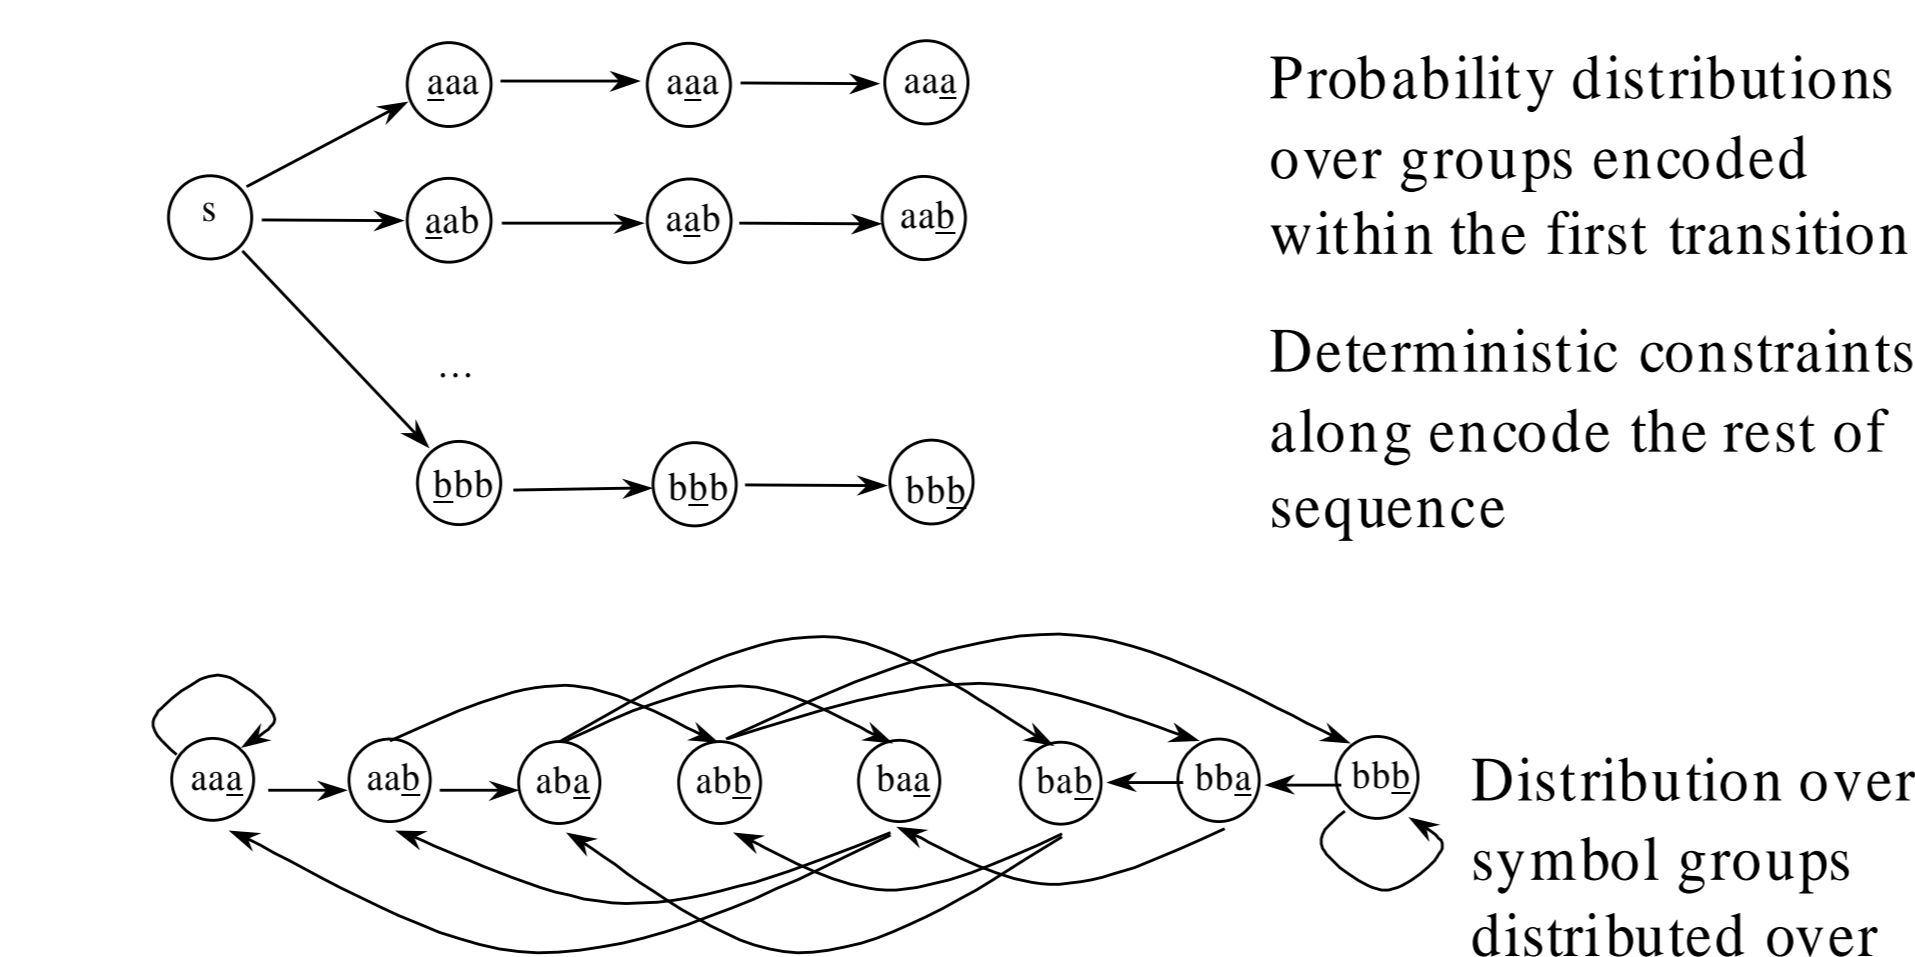 aaa aaa aaa
Probability distributions
over groups encoded
within the first transition
s aab aab aab
...
Deterministic constraints
along encode the rest of
sequence
bbb bbb bbb
aaa aab aba abb baa bab bba bbb
Distribution over
symbol groups
distributed over